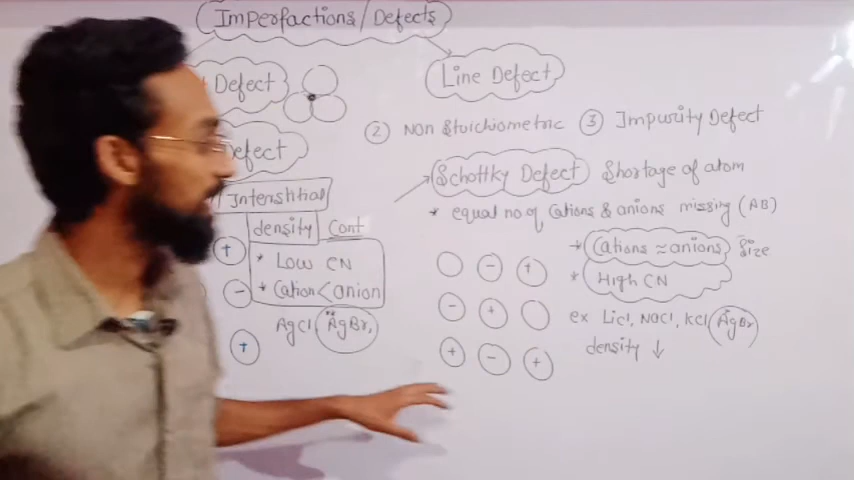 Imperfactions/Defects
Defect
Line Defect
② Non Stoichiometric ③ Impurity Defect
Defect
Schottky Defect Shortage of atom
Interstitial
* equal no of Cations & anions missing (AB)
density Cont
* Cations ≈ anions Size
* Low CN
* High CN
* Cation < anion
ex LiCl, NaCl, KCl AgBr
AgCl AgBr,
density ↓
+
-
+
- +
- +
+ - +